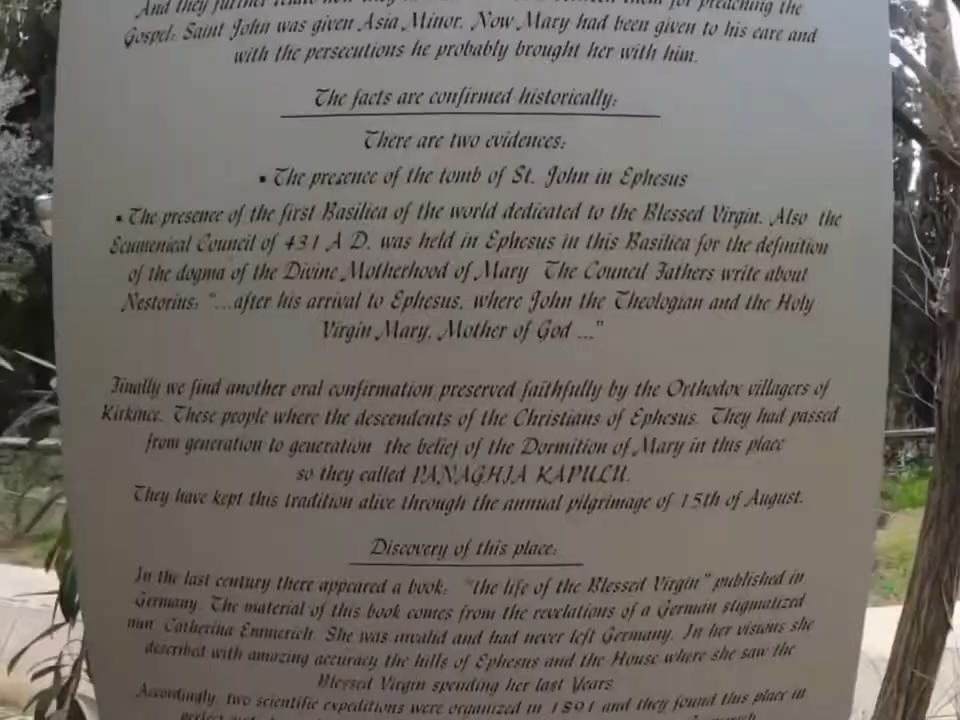 And they further relate how they for preaching the
Gospel: Saint John was given Asia Minor. Now Mary had been given to his care and
with the persecutions he probably brought her with him.
The facts are confirmed historically:
There are two evidences:
▪ The presence of the tomb of St. John in Ephesus
▪ The presence of the first Basilica of the world dedicated to the Blessed Virgin. Also the
Ecumenical Council of 431 A D. was held in Ephesus in this Basilica for the definition
of the dogma of the Divine Motherhood of Mary The Council Fathers write about
Nestorius: "...after his arrival to Ephesus, where John the Theologian and the Holy
Virgin Mary, Mother of God ..."
Finally we find another oral confirmation preserved faithfully by the Orthodox villagers of
Kirkince. These people where the descendents of the Christians of Ephesus. They had passed
from generation to generation the belief of the Dormition of Mary in this place
so they called PANAGHIA KAPULU.
They have kept this tradition alive through the annual pilgrimage of 15th of August.
Discovery of this place:
In the last century there appeared a book: "the life of the Blessed Virgin" published in
Germany. The material of this book comes from the revelations of a German stigmatized
nun Catherina Emmerich. She was invalid and had never left Germany. In her visions she
described with amazing accuracy the hills of Ephesus and the House where she saw the
Blessed Virgin spending her last Years
Accordingly, two scientific expeditions were organized in 1891 and they found this place in
perfect